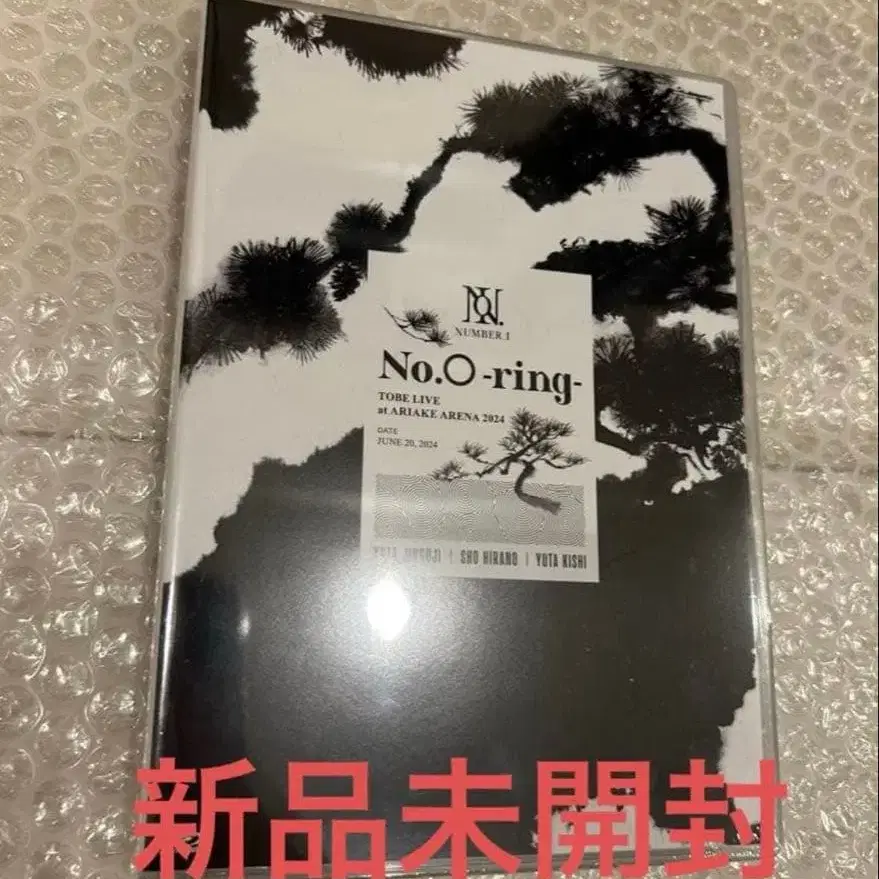 NUMBER_I
No.O -ring-
TOBE LIVE
at ARIAKE ARENA 2024
DATE
JUNE 20, 2024
| SHO HIRANO | YUTA KISHI
新品未開封